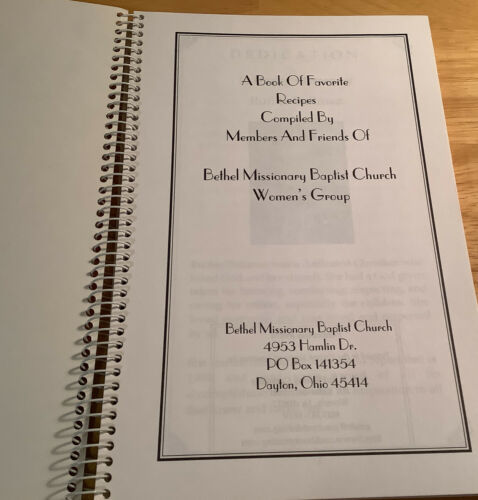 A Book Of Favorite
Recipes
Compiled By
Members And Friends Of
Bethel Missionary Baptist Church
Women's Group
Bethel Missionary Baptist Church
4953 Hamlin Dr.
PO Box 141354
Dayton, Ohio 45414
DEDICATION